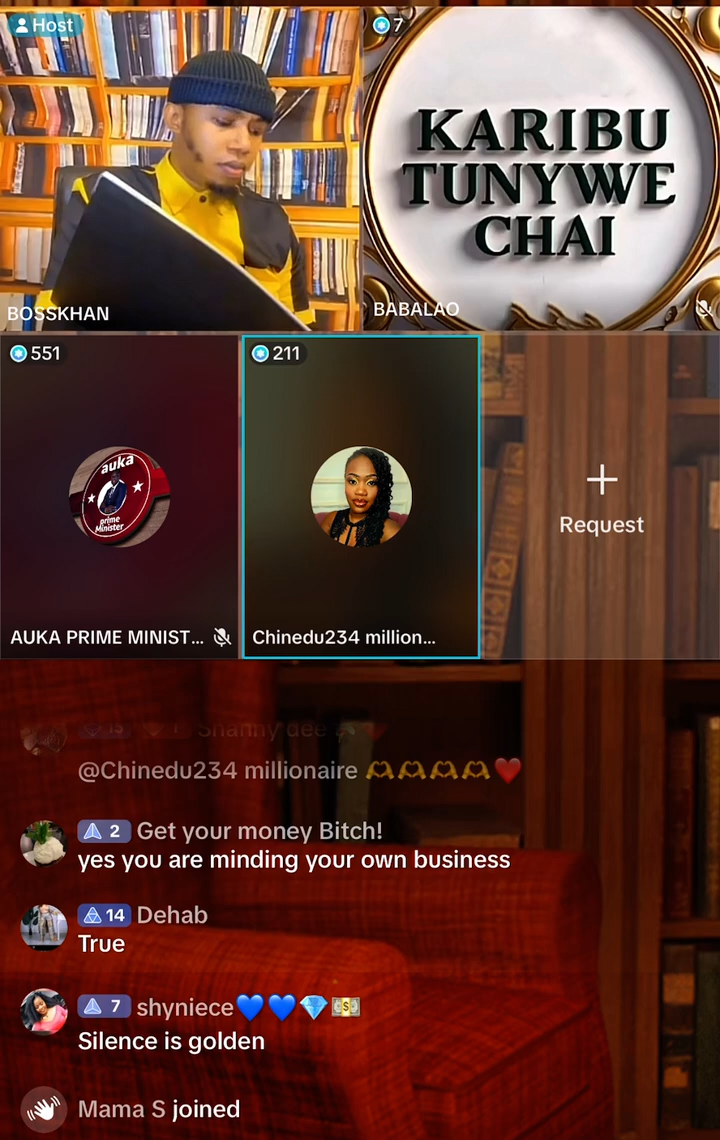 Host
7
KARIBU
TUNYWE
CHAI
BOSSKHAN
BABALAO
551
211
auka
prime
Minister
Request
AUKA PRIME MINIST...
Chinedu234 million...
@Chinedu234 millionaire 🫶🫶🫶🫶❤️
2 Get your money Bitch!
yes you are minding your own business
14 Dehab
True
7 shyniece💙💙💎💵
Silence is golden
Mama S joined